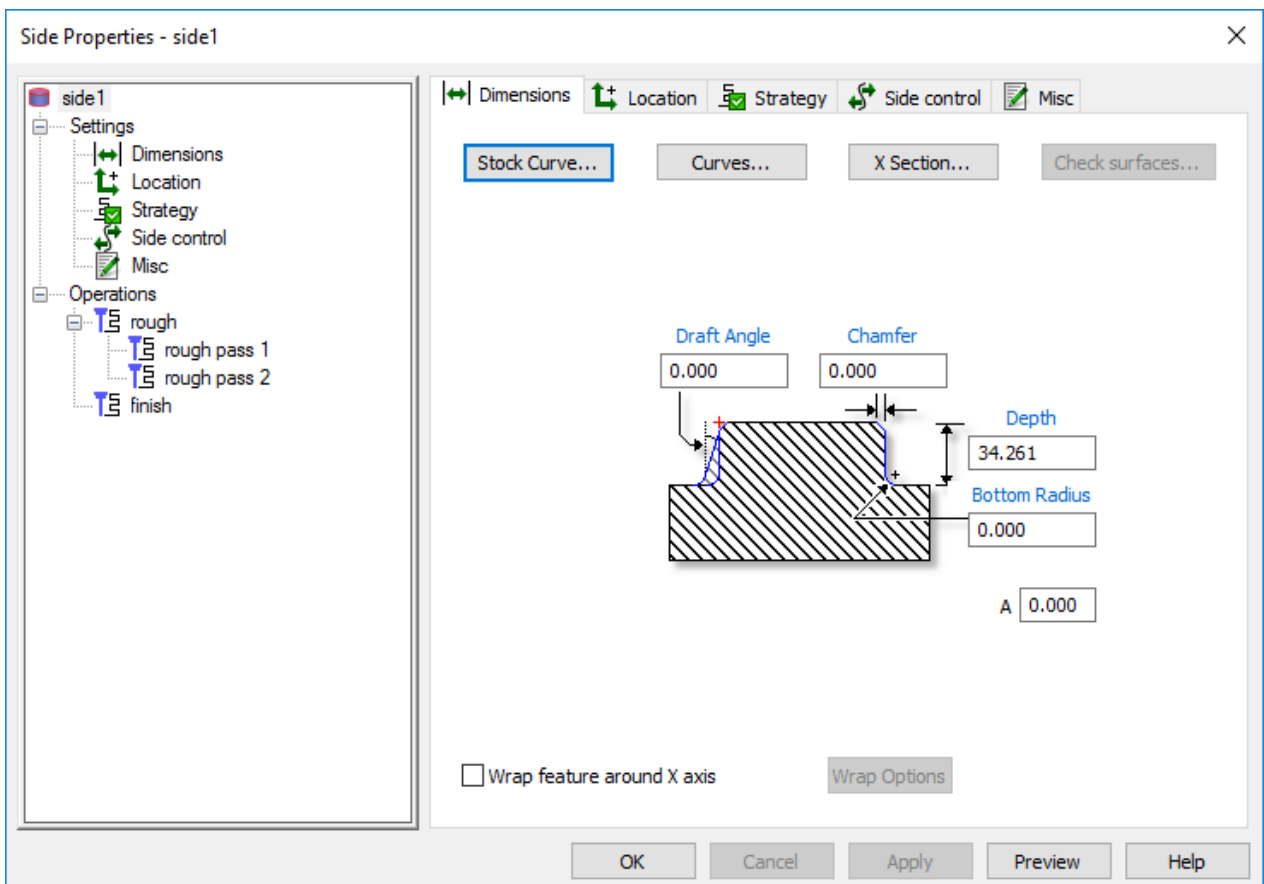 Side Properties - side1
side1
Settings
Dimensions
Location
Strategy
Side control
Misc
Operations
rough
rough pass 1
rough pass 2
finish
Dimensions Location Strategy Side control Misc
Stock Curve... Curves... X Section... Check surfaces...
Draft Angle Chamfer
0.000 0.000
Depth
34.261
Bottom Radius
0.000
A 0.000
Wrap feature around X axis Wrap Options
OK Cancel Apply Preview Help